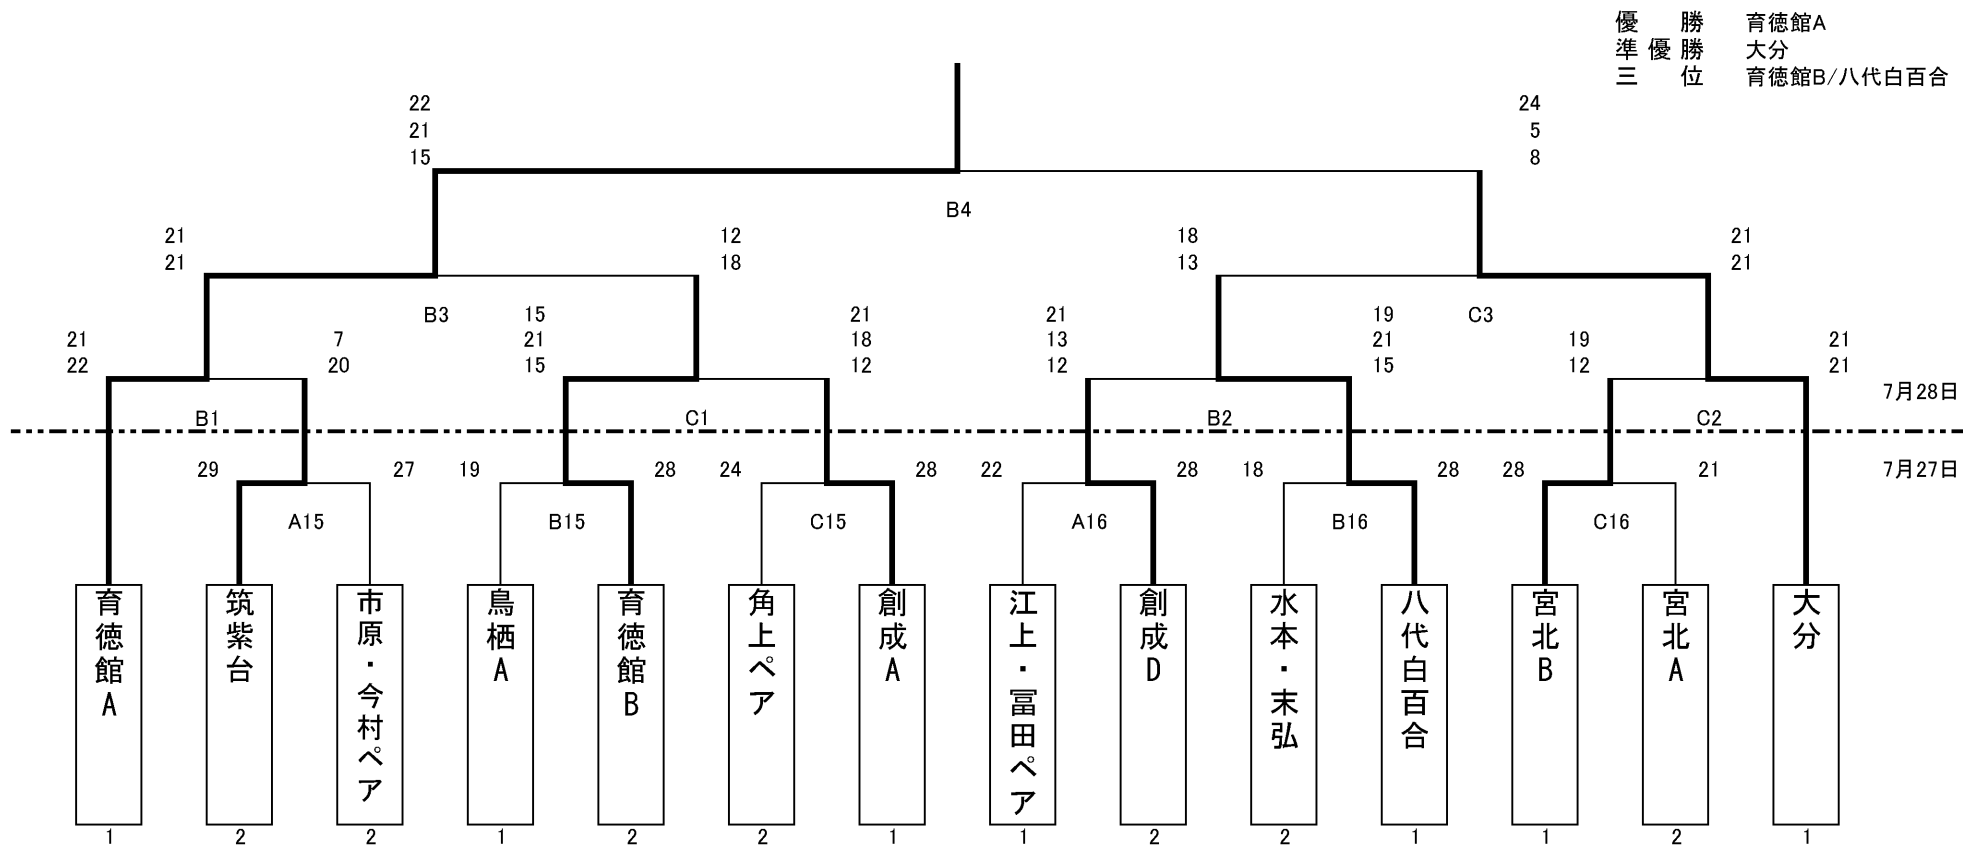 優 勝 育徳館A
準優勝 大分
三 位 育徳館B/八代白百合
22 24
21 5
15 8
B4
21 12 18 21
21 18 13 21
B3 15 21 21 19 C3
21 7 21 18 13 21 19 21
22 20 15 12 12 15 12 21
7月28日
B1 C1 B2 C2
29 27 19 28 24 28 22 28 18 28 28 21 7月27日
A15 B15 C15 A16 B16 C16
育徳館A
筑紫台
市原・今村ペア
鳥栖A
育徳館B
角上ペア
創成A
江上・冨田ペア
創成D
水本・末弘
八代白百合
宮北B
宮北A
大分
1 2 2 1 2 2 1 1 2 2 1 1 2 1